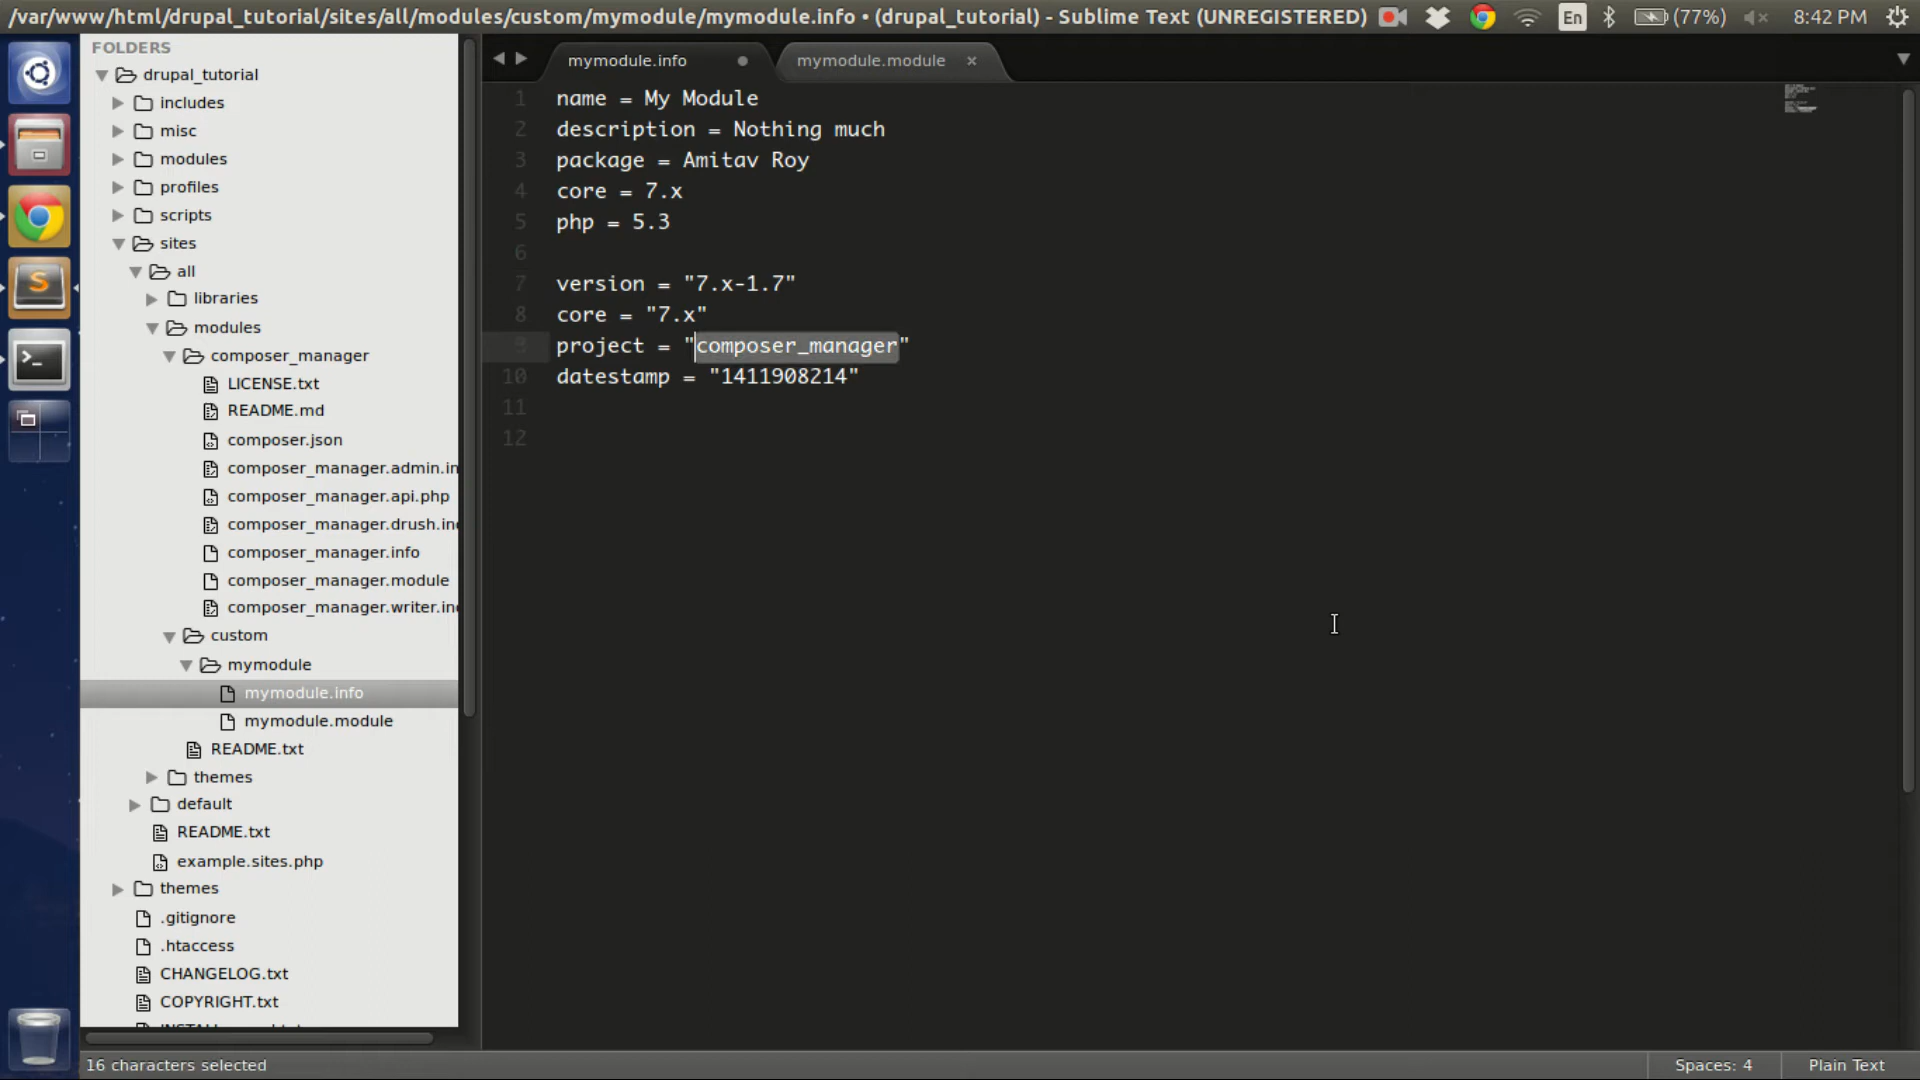 /var/www/html/drupal_tutorial/sites/all/modules/custom/mymodule/mymodule.info • (drupal_tutorial) - Sublime Text (UNREGISTERED)
En
(77%)
8:42 PM
FOLDERS
drupal_tutorial
includes
misc
modules
profiles
scripts
sites
all
libraries
modules
composer_manager
LICENSE.txt
README.md
composer.json
composer_manager.admin.in
composer_manager.api.php
composer_manager.drush.in
composer_manager.info
composer_manager.module
composer_manager.writer.in
custom
mymodule
mymodule.info
mymodule.module
README.txt
themes
default
README.txt
example.sites.php
themes
.gitignore
.htaccess
CHANGELOG.txt
COPYRIGHT.txt
mymodule.info
mymodule.module
1 name = My Module
2 description = Nothing much
3 package = Amitav Roy
4 core = 7.x
5 php = 5.3
6
7 version = "7.x-1.7"
8 core = "7.x"
9 project = "composer_manager"
10 datestamp = "1411908214"
11
12
16 characters selected
Spaces: 4
Plain Text